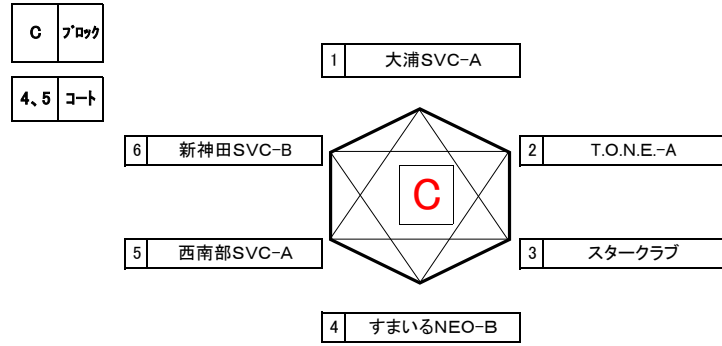 C ブロック
4、5 コート
1 大浦SVC-A
6 新神田SVC-B
2 T.O.N.E.-A
C
5 西南部SVC-A
3 スタークラブ
4 すまいるNEO-B